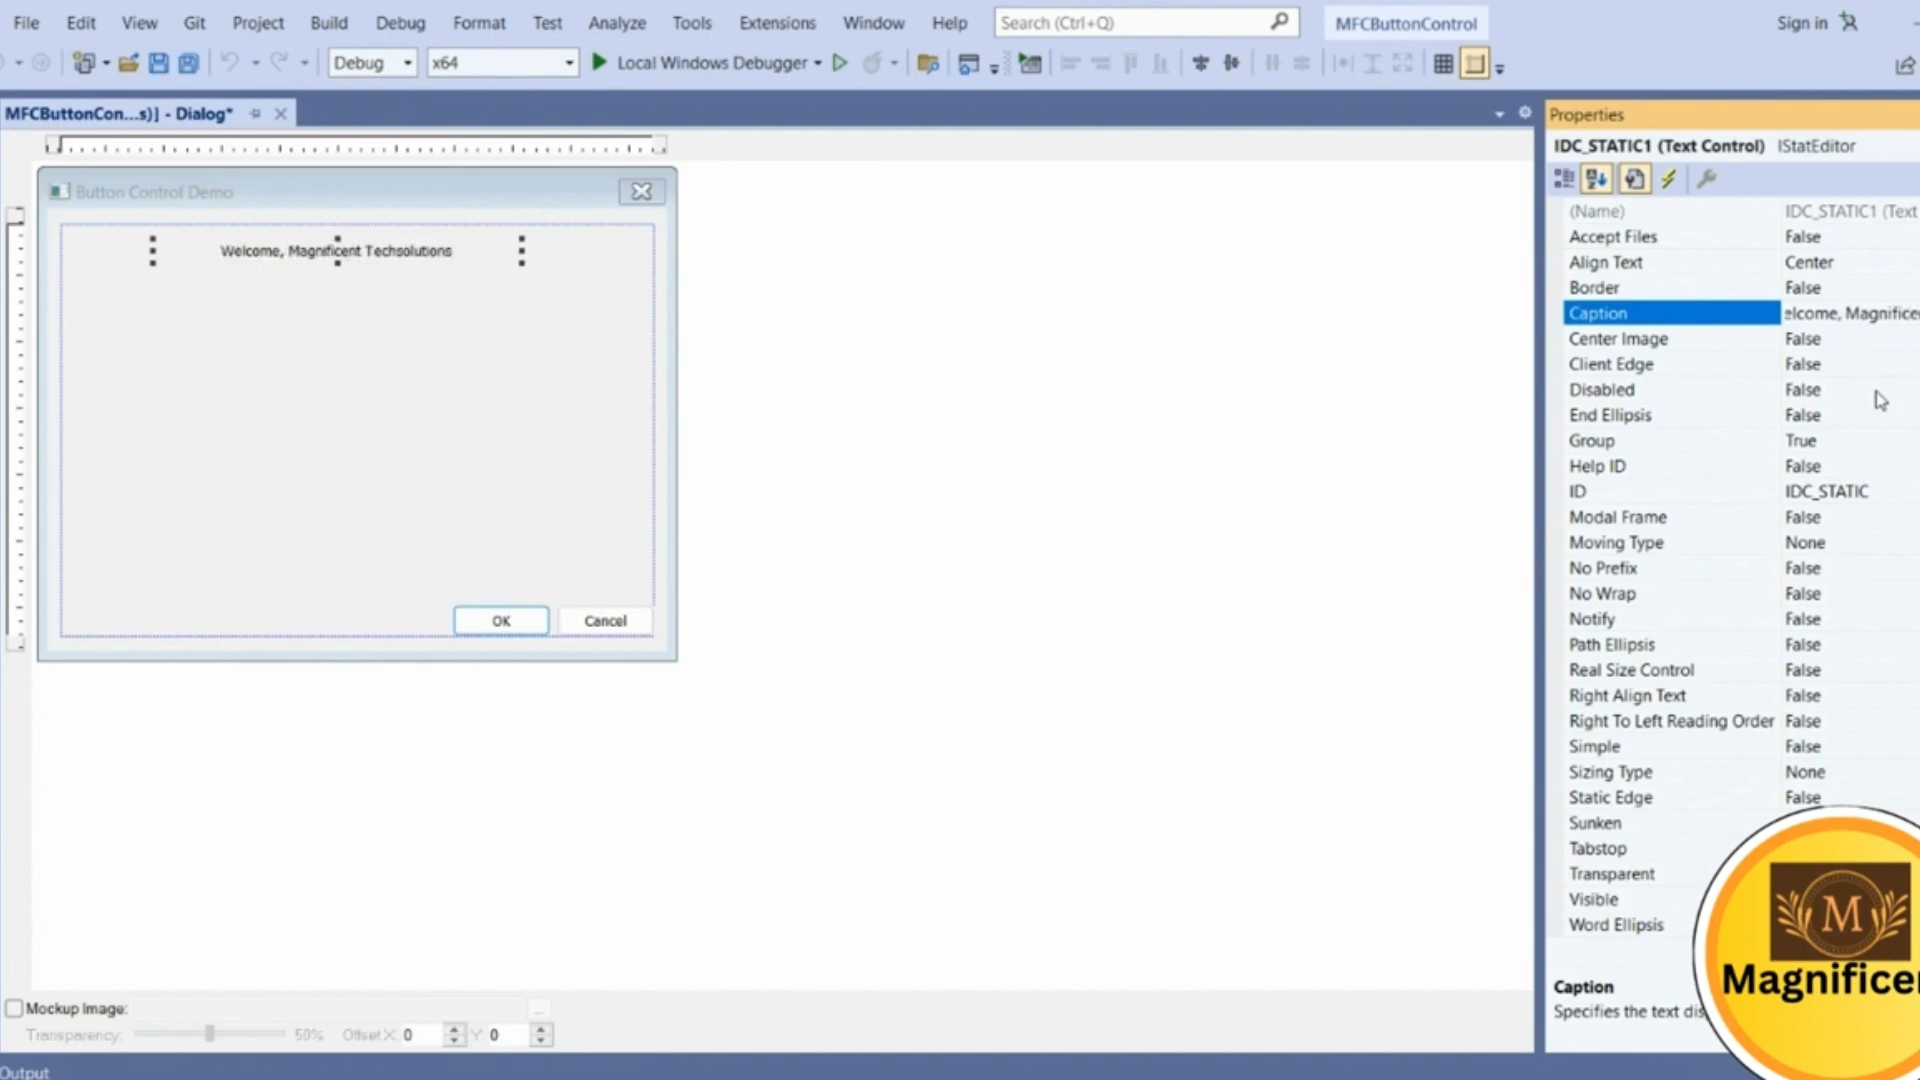 File Edit View Git Project Build Debug Format Test Analyze Tools Extensions Window Help Search (Ctrl+Q) MFCButtonControl Sign in
Debug x64 Local Windows Debugger
MFCButtonCon...s)] - Dialog*
Button Control Demo
Welcome, Magnificent Techsolutions
OK Cancel
Mockup Image: ...
Transparency: 50% Offset X: 0 Y: 0
Output
Properties
IDC_STATIC1 (Text Control) IStatEditor
(Name) IDC_STATIC1 (Text
Accept Files False
Align Text Center
Border False
Caption elcome, Magnifice
Center Image False
Client Edge False
Disabled False
End Ellipsis False
Group True
Help ID False
ID IDC_STATIC
Modal Frame False
Moving Type None
No Prefix False
No Wrap False
Notify False
Path Ellipsis False
Real Size Control False
Right Align Text False
Right To Left Reading Order False
Simple False
Sizing Type None
Static Edge False
Sunken
Tabstop
Transparent
Visible
Word Ellipsis
Caption
Specifies the text dis
M
Magnificen